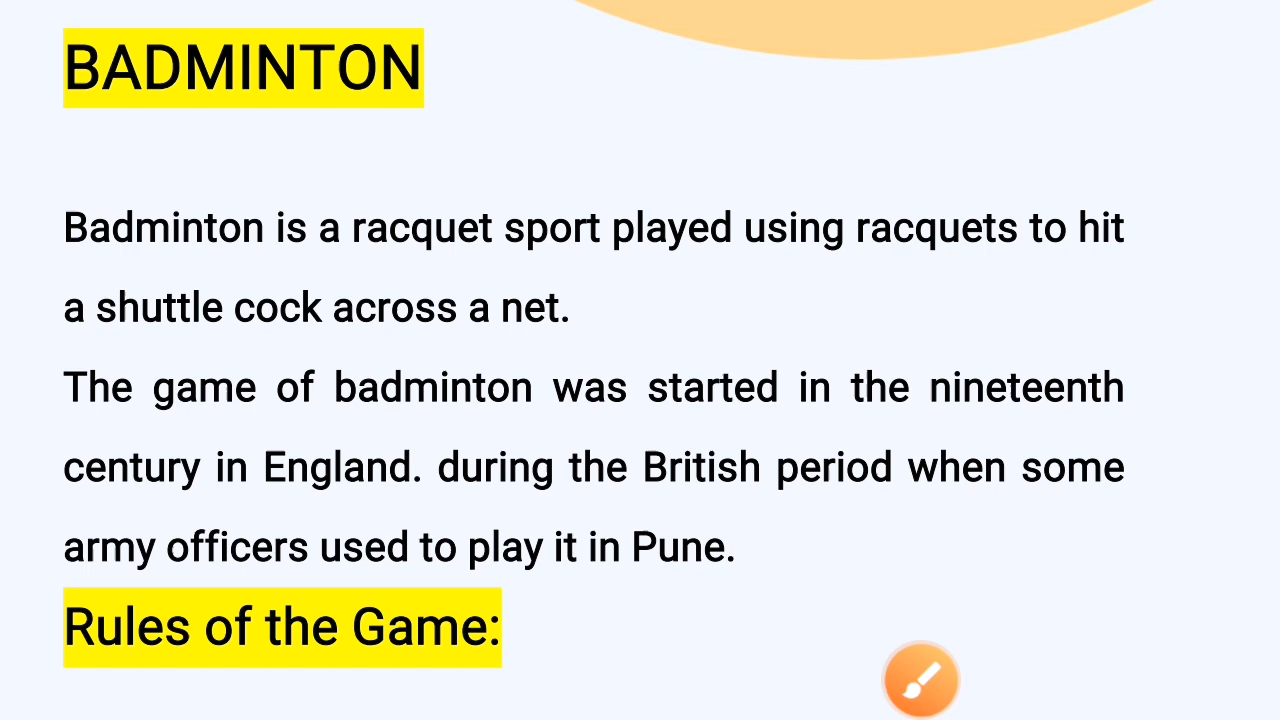 BADMINTON
Badminton is a racquet sport played using racquets to hit
a shuttle cock across a net.
The game of badminton was started in the nineteenth
century in England. during the British period when some
army officers used to play it in Pune.
Rules of the Game: